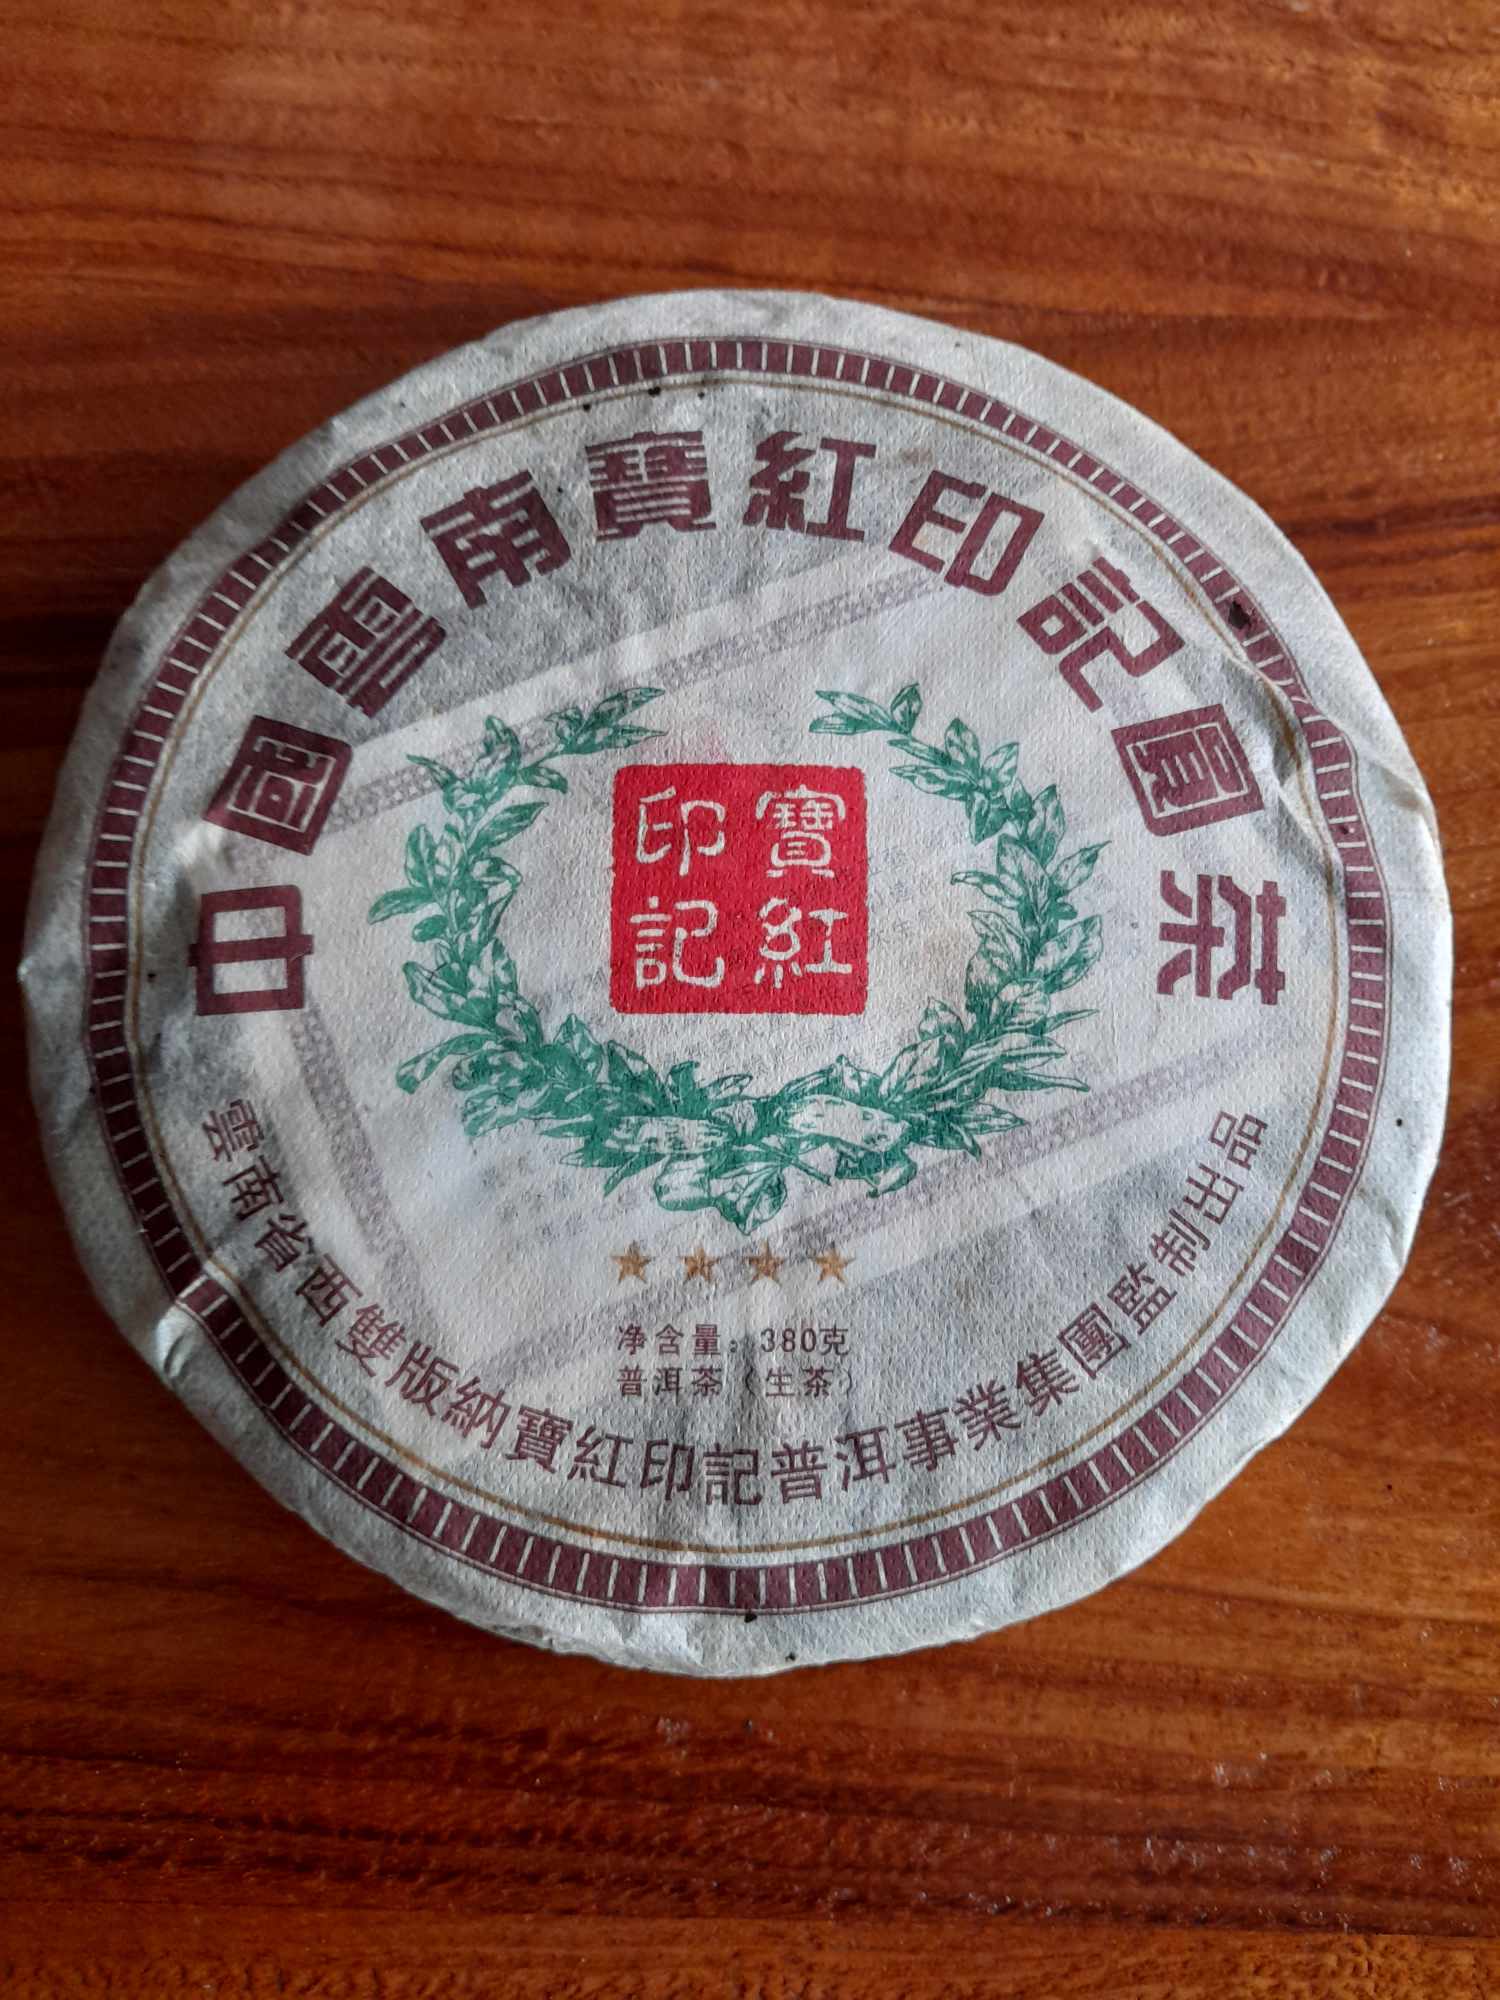 中國雲南寶紅印記圓茶
寶紅
印記
净含量：380克
普洱茶（生茶）
雲南省西雙版納寶紅印記普洱事業集團監制出品